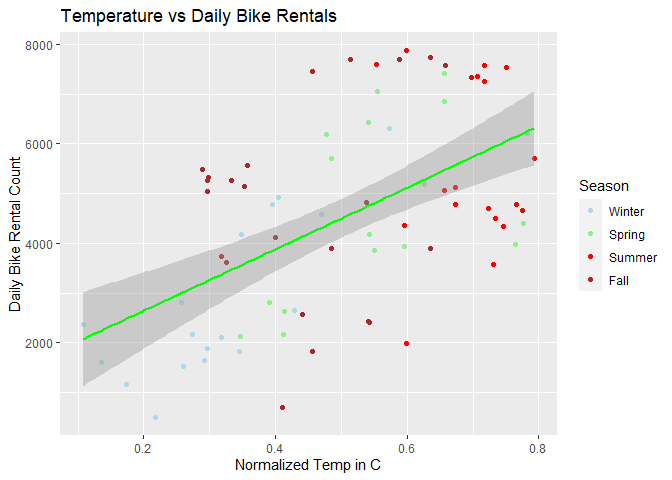 Temperature vs Daily Bike Rentals
Daily Bike Rental Count
8000
6000
4000
2000
0.2
0.4
0.6
0.8
Normalized Temp in C
Season
Winter
Spring
Summer
Fall